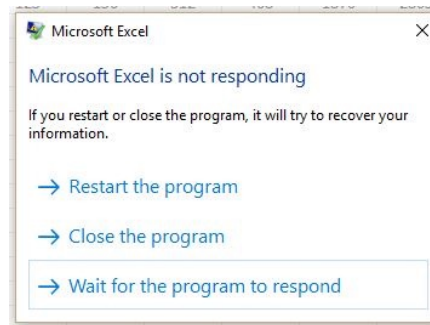 Microsoft Excel
Microsoft Excel is not responding
If you restart or close the program, it will try to recover your
information.
Restart the program
Close the program
Wait for the program to respond